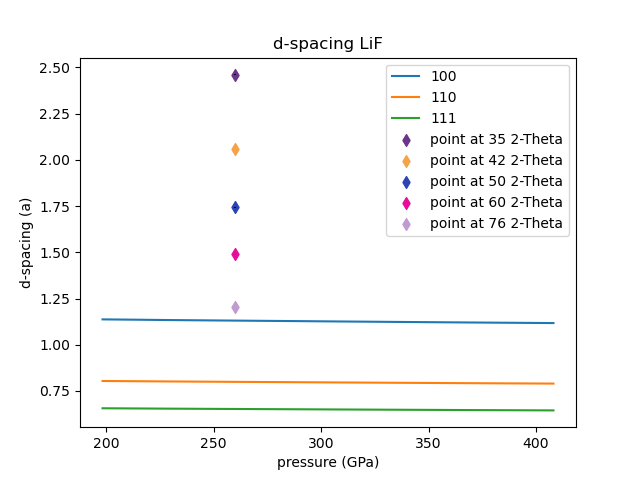 d-spacing LiF
2.50
2.25
2.00
1.75
1.50
1.25
1.00
0.75
d-spacing (a)
100
110
111
point at 35 2-Theta
point at 42 2-Theta
point at 50 2-Theta
point at 60 2-Theta
point at 76 2-Theta
200 250 300 350 400
pressure (GPa)